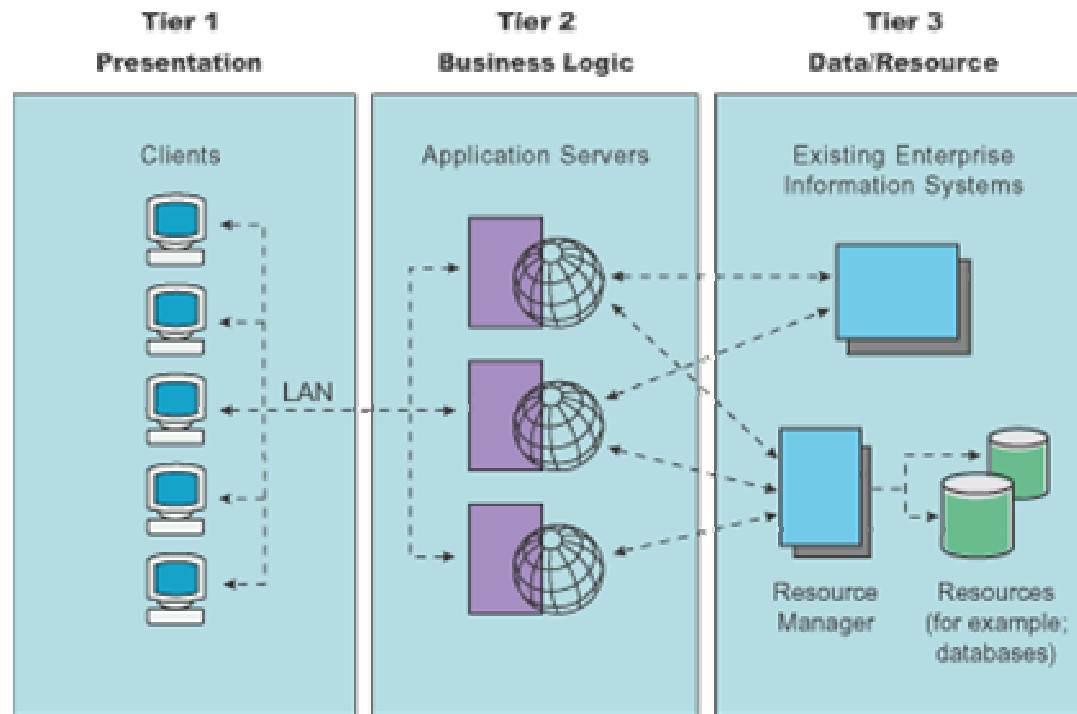 Tier 1
Presentation
Tier 2
Business Logic
Tier 3
Data/Resource
Clients
LAN
Application Servers
Existing Enterprise
Information Systems
Resource
Manager
Resources
(for example;
databases)